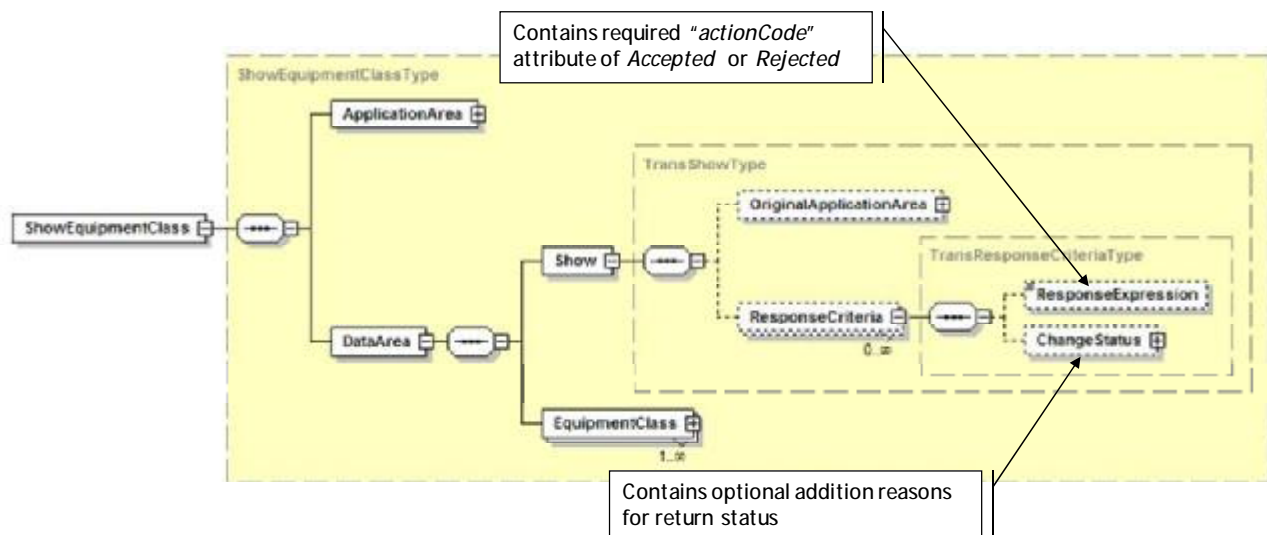 Contains required "actionCode"
attribute of Accepted or Rejected
ShowEquipmentClassType
ApplicationArea
TransShowType
OriginalApplicationArea
ShowEquipmentClass
Show
TransResponseCriteriaType
ResponseExpression
ResponseCriteria
0..∞
ChangeStatus
DataArea
EquipmentClass
1..∞
Contains optional addition reasons
for return status